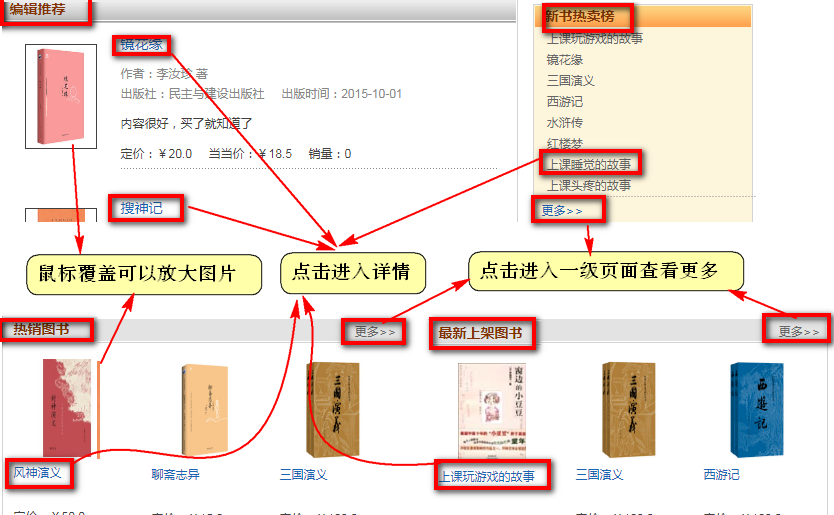 编辑推荐
镜花缘
作者：李汝珍 著
出版社：民主与建设出版社 出版时间：2015-10-01
内容很好，买了就知道了
定价：￥20.0 当当价：￥18.5 销量：0
搜神记
新书热卖榜
上课玩游戏的故事
镜花缘
三国演义
西游记
水浒传
红楼梦
上课睡觉的故事
上课头疼的故事
更多>>
鼠标覆盖可以放大图片
点击进入详情
点击进入一级页面查看更多
热销图书
更多>>
最新上架图书
更多>>
三国演义
窗边的小豆豆
三国演义
西遊記
风神演义
聊斋志异
三国演义
上课玩游戏的故事
三国演义
西游记